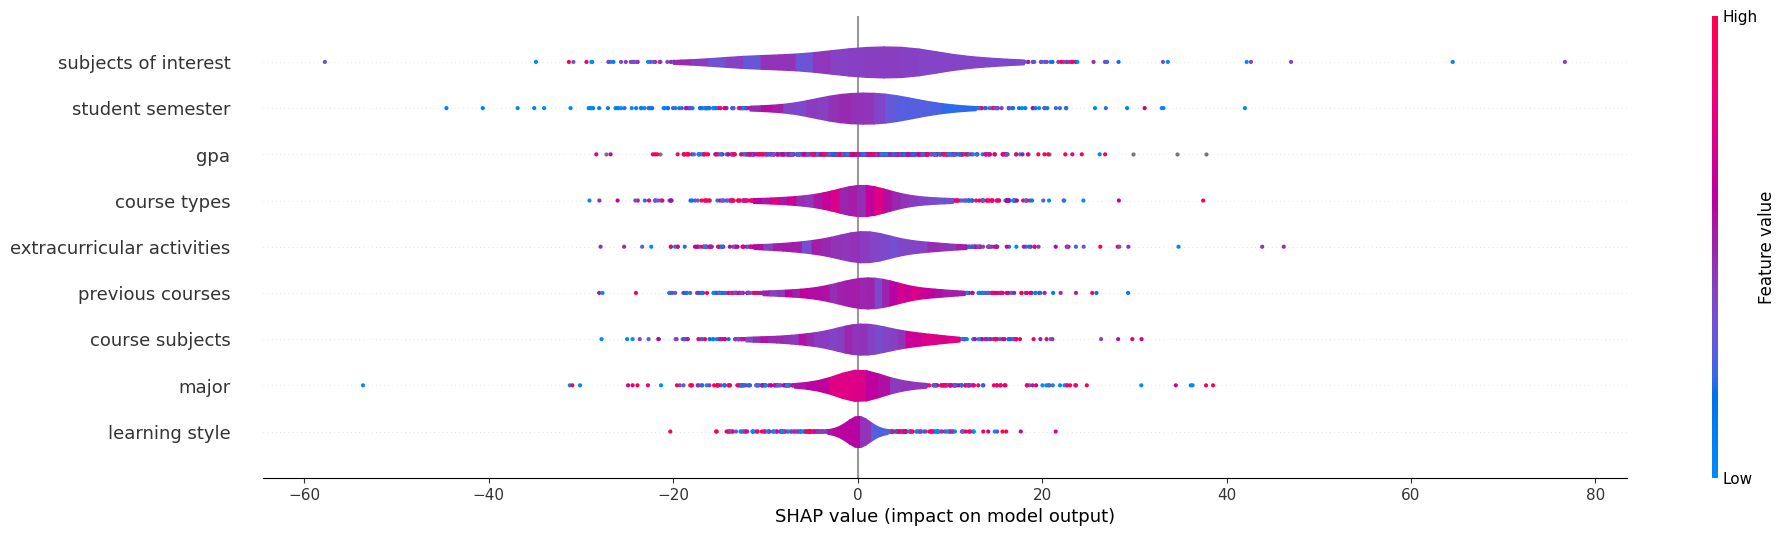 subjects of interest
student semester
gpa
course types
extracurricular activities
previous courses
course subjects
major
learning style
−60 −40 −20 0 20 40 60 80
SHAP value (impact on model output)
High
Feature value
Low